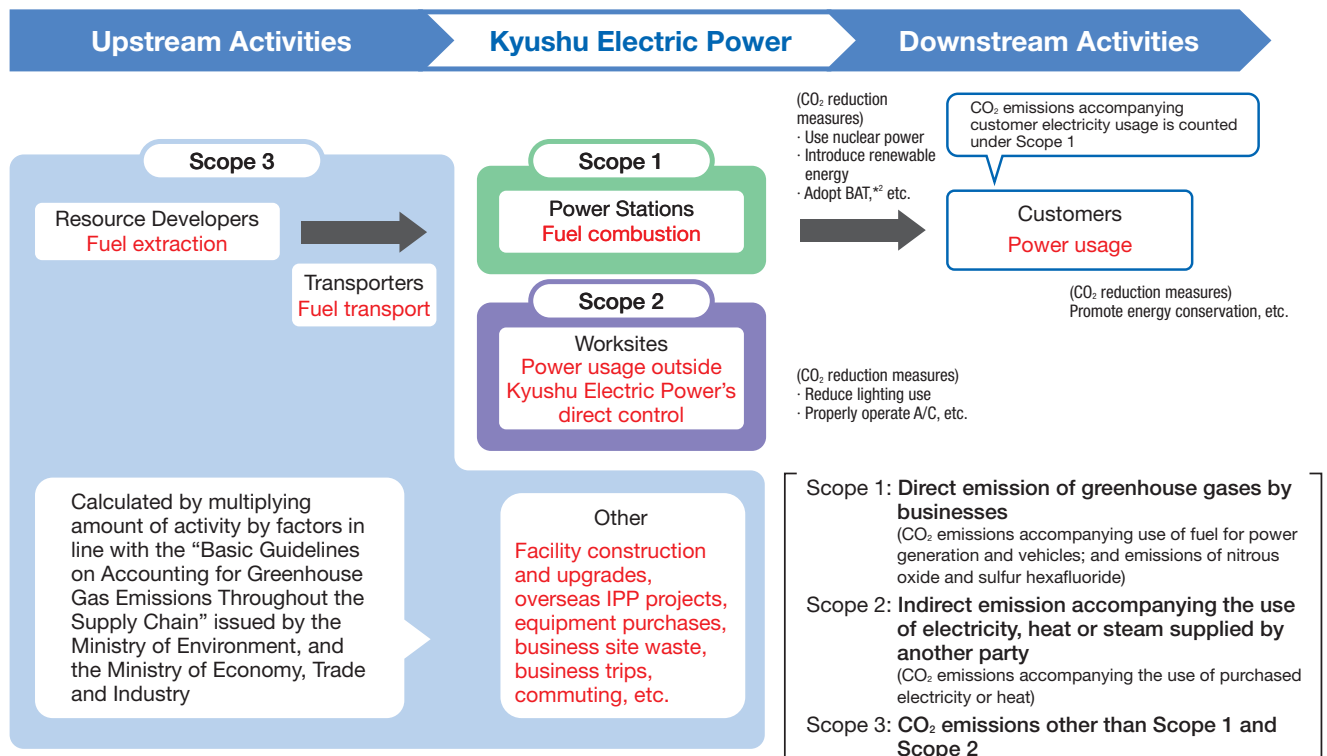 Upstream Activities
Kyushu Electric Power
Downstream Activities
Scope 3
Resource Developers
Fuel extraction
Transporters
Fuel transport
Scope 1
Power Stations
Fuel combustion
Scope 2
Worksites
Power usage outside
Kyushu Electric Power’s
direct control
(CO₂ reduction
measures)
· Use nuclear power
· Introduce renewable
energy
· Adopt BAT,*² etc.
CO₂ emissions accompanying
customer electricity usage is counted
under Scope 1
Customers
Power usage
(CO₂ reduction measures)
Promote energy conservation, etc.
(CO₂ reduction measures)
· Reduce lighting use
· Properly operate A/C, etc.
Calculated by multiplying
amount of activity by factors in
line with the “Basic Guidelines
on Accounting for Greenhouse
Gas Emissions Throughout the
Supply Chain” issued by the
Ministry of Environment, and
the Ministry of Economy, Trade
and Industry
Other
Facility construction
and upgrades,
overseas IPP projects,
equipment purchases,
business site waste,
business trips,
commuting, etc.
Scope 1: Direct emission of greenhouse gases by
businesses
(CO₂ emissions accompanying use of fuel for power
generation and vehicles; and emissions of nitrous
oxide and sulfur hexafluoride)
Scope 2: Indirect emission accompanying the use
of electricity, heat or steam supplied by
another party
(CO₂ emissions accompanying the use of purchased
electricity or heat)
Scope 3: CO₂ emissions other than Scope 1 and
Scope 2